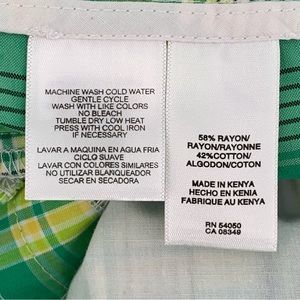 MACHINE WASH COLD WATER
GENTLE CYCLE
WASH WITH LIKE COLORS
NO BLEACH
TUMBLE DRY LOW HEAT
PRESS WITH COOL IRON
IF NECESSARY
LAVAR A MAQUINA EN AGUA FRIA
CICLO SUAVE
LAVAR CON COLORES SIMILARES
NO UTILIZAR BLANQUEADOR
SECAR EN SECADORA
58% RAYON/
RAYON/RAYONNE
42%COTTON/
ALGODON/COTON
MADE IN KENYA
HECHO EN KENIA
FABRIQUE AU KENYA
RN 54050
CA 08349